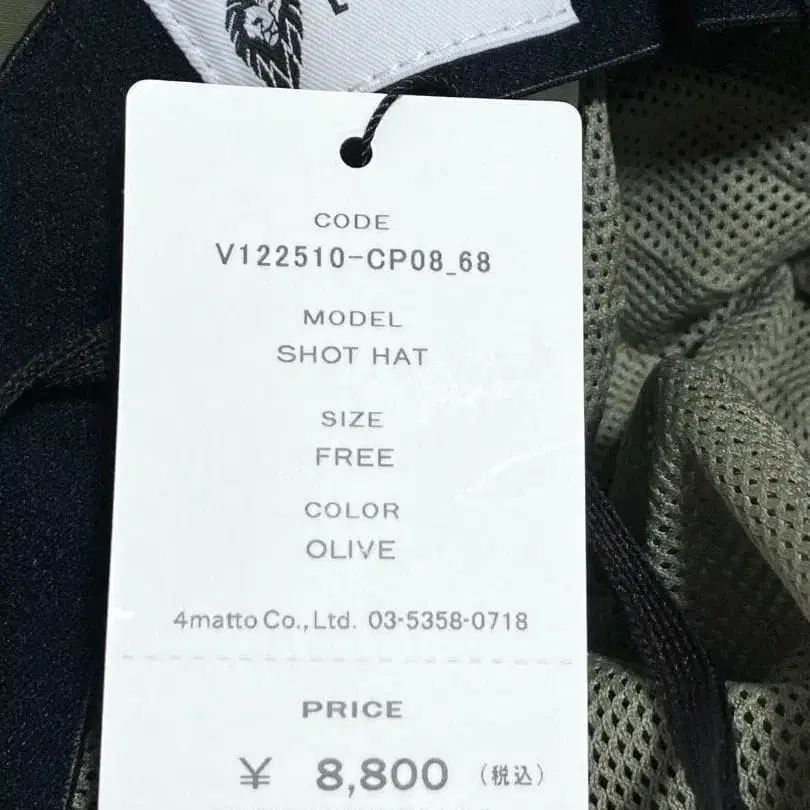 CODE
V122510-CP08_68
MODEL
SHOT HAT
SIZE
FREE
COLOR
OLIVE
4matto Co.,Ltd. 03-5358-0718
PRICE
¥ 8,800 (税込)